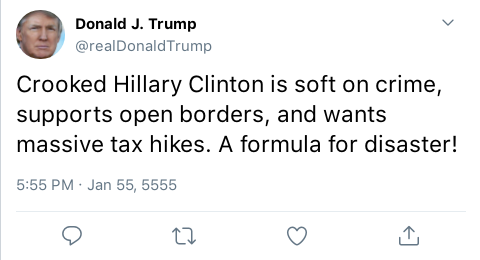 Donald J. Trump
@realDonaldTrump
Crooked Hillary Clinton is soft on crime,
supports open borders, and wants
massive tax hikes. A formula for disaster!
5:55 PM · Jan 55, 5555